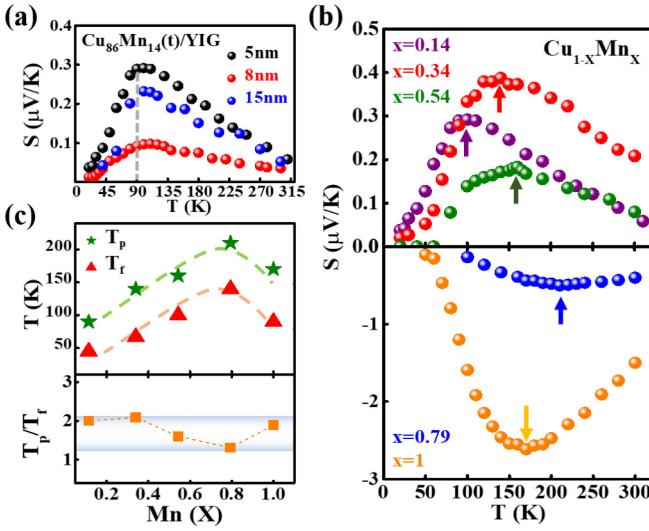 (a)
Cu86Mn14(t)/YIG
5nm
8nm
15nm
S (μV/K)
0.3
0.2
0.1
0 45 90 135 180 225 270 315
T (K)
(b)
x=0.14
x=0.34
x=0.54
Cu1-XMnX
S (μV/K)
0.5
0.4
0.3
0.2
0.1
0.0
-1
-2
-3
x=0.79
x=1
0 50 100 150 200 250 300
T (K)
(c)
Tp
Tf
T (K)
200
150
100
50
Tp/Tf
3
2
1
0.2 0.4 0.6 0.8 1.0
Mn (X)